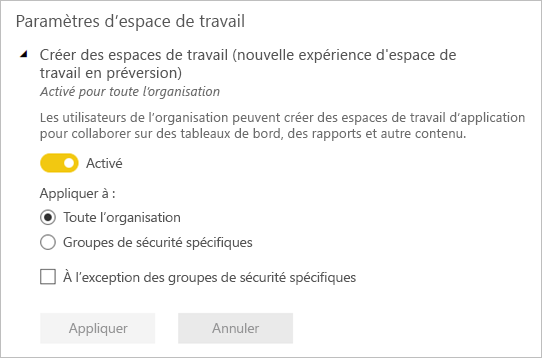 Paramètres d’espace de travail
Créer des espaces de travail (nouvelle expérience d'espace de
travail en préversion)
Activé pour toute l’organisation
Les utilisateurs de l’organisation peuvent créer des espaces de travail d’application
pour collaborer sur des tableaux de bord, des rapports et autre contenu.
Activé
Appliquer à :
Toute l’organisation
Groupes de sécurité spécifiques
À l’exception des groupes de sécurité spécifiques
Appliquer
Annuler